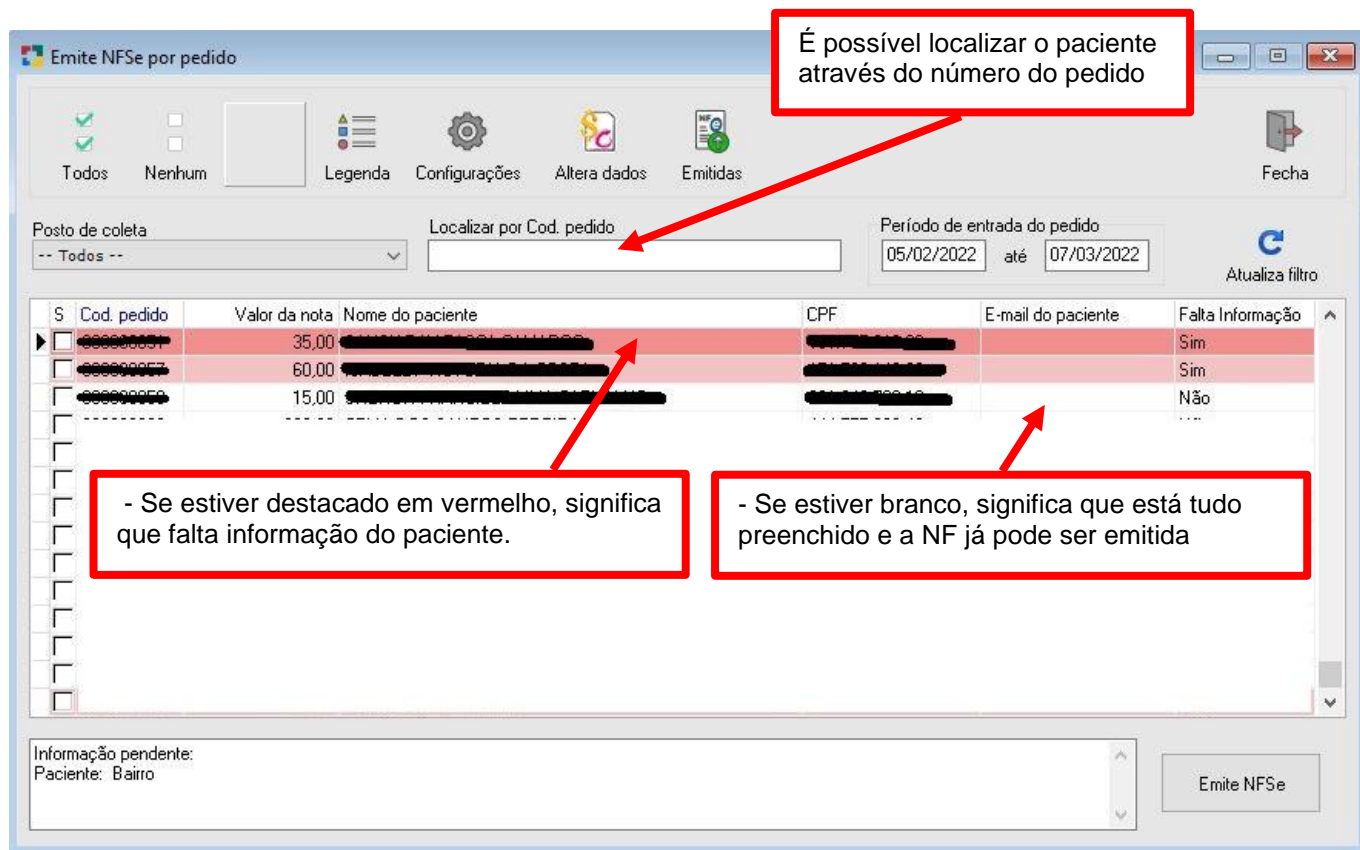 É possível localizar o paciente
através do número do pedido
Emite NFSe por pedido
Todos Nenhum Legenda Configurações Altera dados Emitidas Fecha
Posto de coleta Localizar por Cod. pedido Período de entrada do pedido
-- Todos -- 05/02/2022 até 07/03/2022
Atualiza filtro
S Cod. pedido Valor da nota Nome do paciente CPF E-mail do paciente Falta Informação
35,00 Sim
60,00 Sim
15,00 Não
- Se estiver destacado em vermelho, significa
que falta informação do paciente.
- Se estiver branco, significa que está tudo
preenchido e a NF já pode ser emitida
Informação pendente:
Paciente: Bairro
Emite NFSe